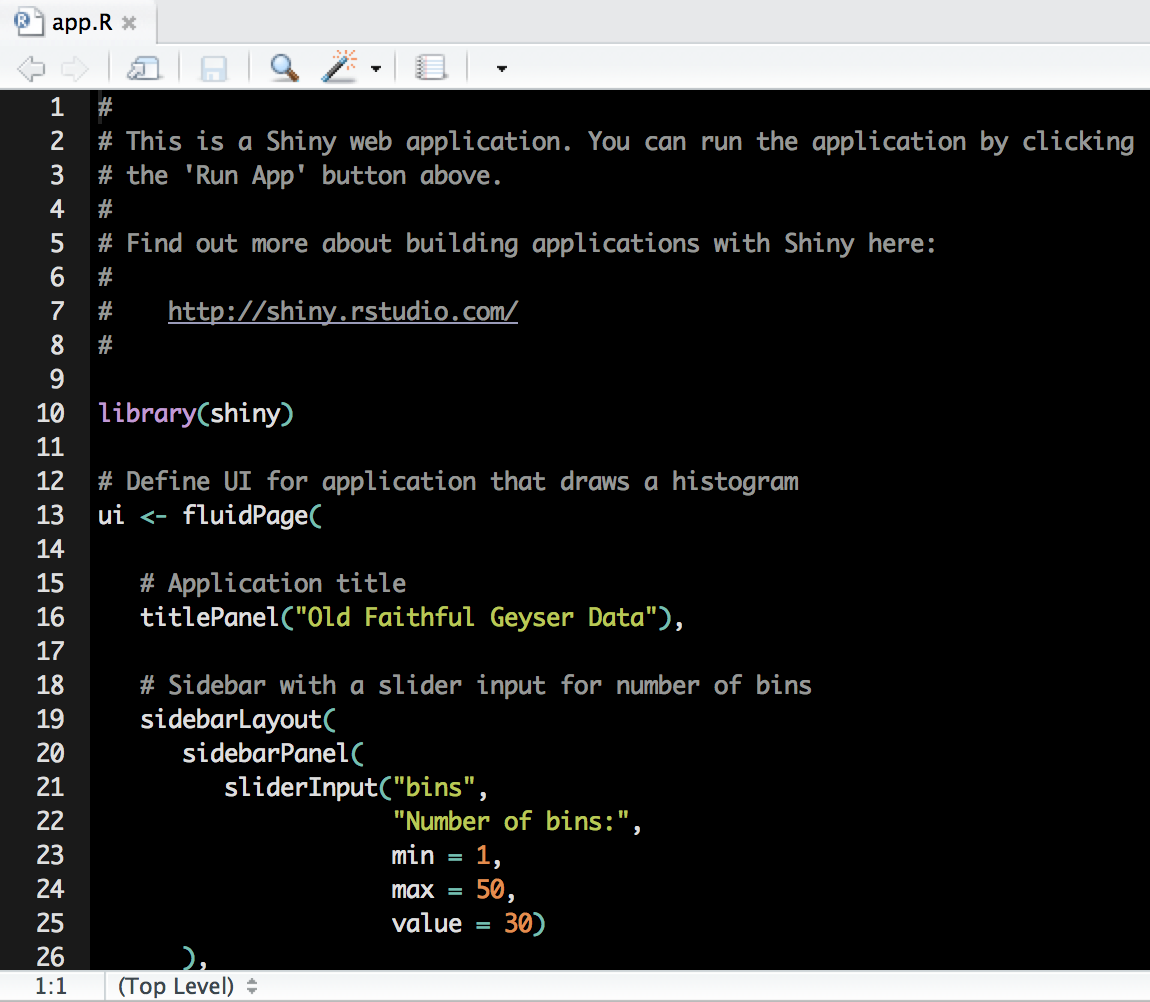 app.R
1 #
2 # This is a Shiny web application. You can run the application by clicking
3 # the 'Run App' button above.
4 #
5 # Find out more about building applications with Shiny here:
6 #
7 #    http://shiny.rstudio.com/
8 #
9
10 library(shiny)
11
12 # Define UI for application that draws a histogram
13 ui <- fluidPage(
14
15    # Application title
16    titlePanel("Old Faithful Geyser Data"),
17
18    # Sidebar with a slider input for number of bins
19    sidebarLayout(
20       sidebarPanel(
21          sliderInput("bins",
22                      "Number of bins:",
23                      min = 1,
24                      max = 50,
25                      value = 30)
26       ),
1:1 (Top Level)